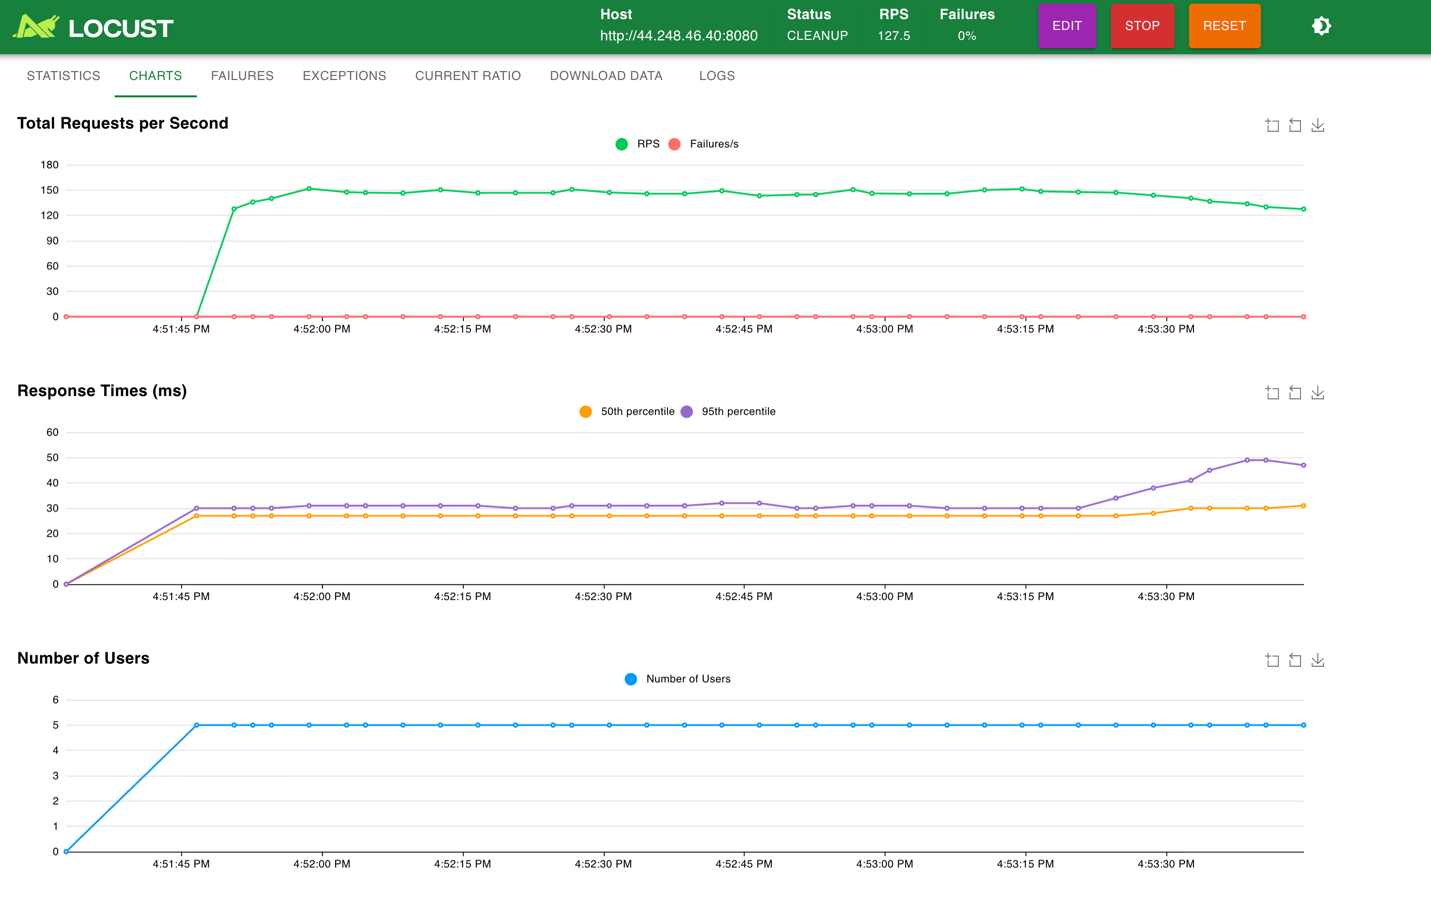 LOCUST
Host
http://44.248.46.40:8080
Status
CLEANUP
RPS
127.5
Failures
0%
EDIT
STOP
RESET
STATISTICS
CHARTS
FAILURES
EXCEPTIONS
CURRENT RATIO
DOWNLOAD DATA
LOGS
Total Requests per Second
RPS
Failures/s
180
150
120
90
60
30
0
4:51:45 PM
4:52:00 PM
4:52:15 PM
4:52:30 PM
4:52:45 PM
4:53:00 PM
4:53:15 PM
4:53:30 PM
Response Times (ms)
50th percentile
95th percentile
60
50
40
30
20
10
0
4:51:45 PM
4:52:00 PM
4:52:15 PM
4:52:30 PM
4:52:45 PM
4:53:00 PM
4:53:15 PM
4:53:30 PM
Number of Users
Number of Users
6
5
4
3
2
1
0
4:51:45 PM
4:52:00 PM
4:52:15 PM
4:52:30 PM
4:52:45 PM
4:53:00 PM
4:53:15 PM
4:53:30 PM